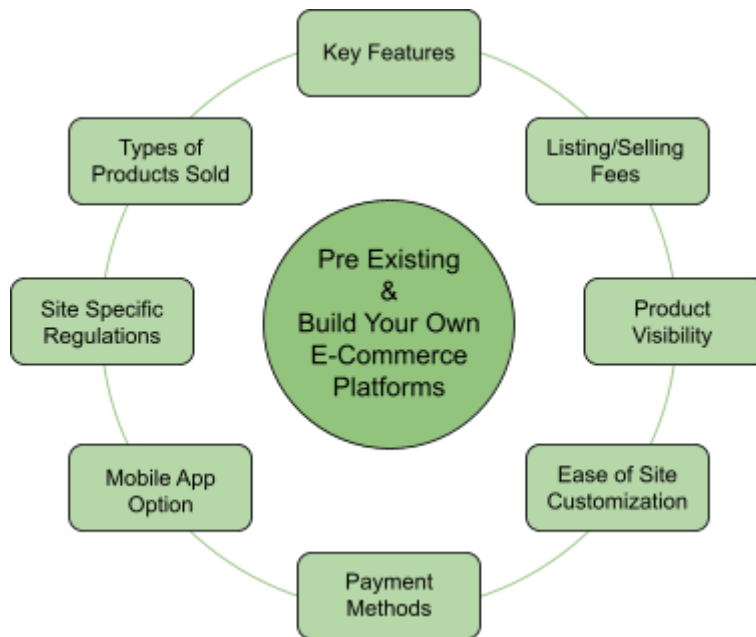 Key Features
Listing/Selling
Fees
Product
Visibility
Ease of Site
Customization
Payment
Methods
Mobile App
Option
Site Specific
Regulations
Types of
Products Sold
Pre Existing
&
Build Your Own
E-Commerce
Platforms